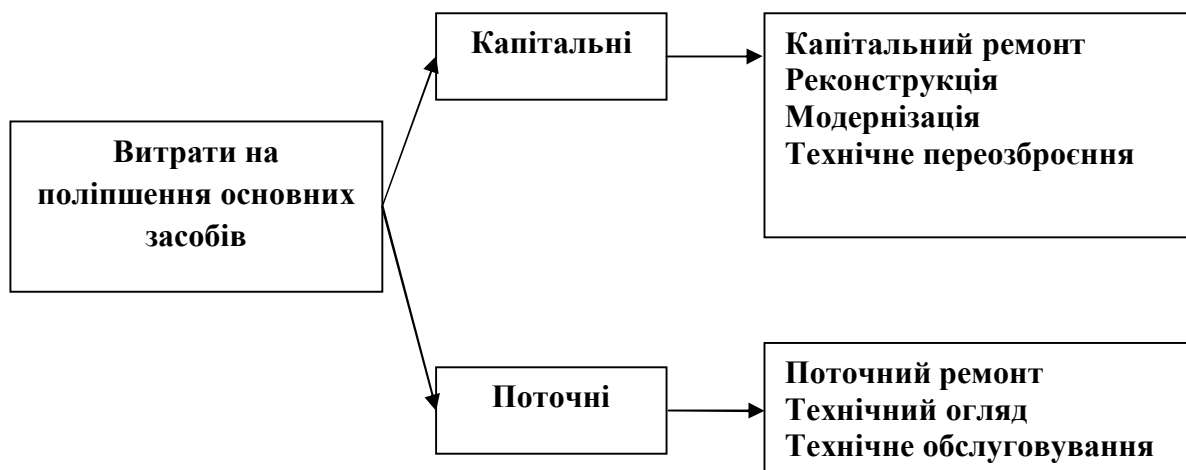 Витрати на
поліпшення основних
засобів
Капітальні
Капітальний ремонт
Реконструкція
Модернізація
Технічне переозброєння
Поточні
Поточний ремонт
Технічний огляд
Технічне обслуговування